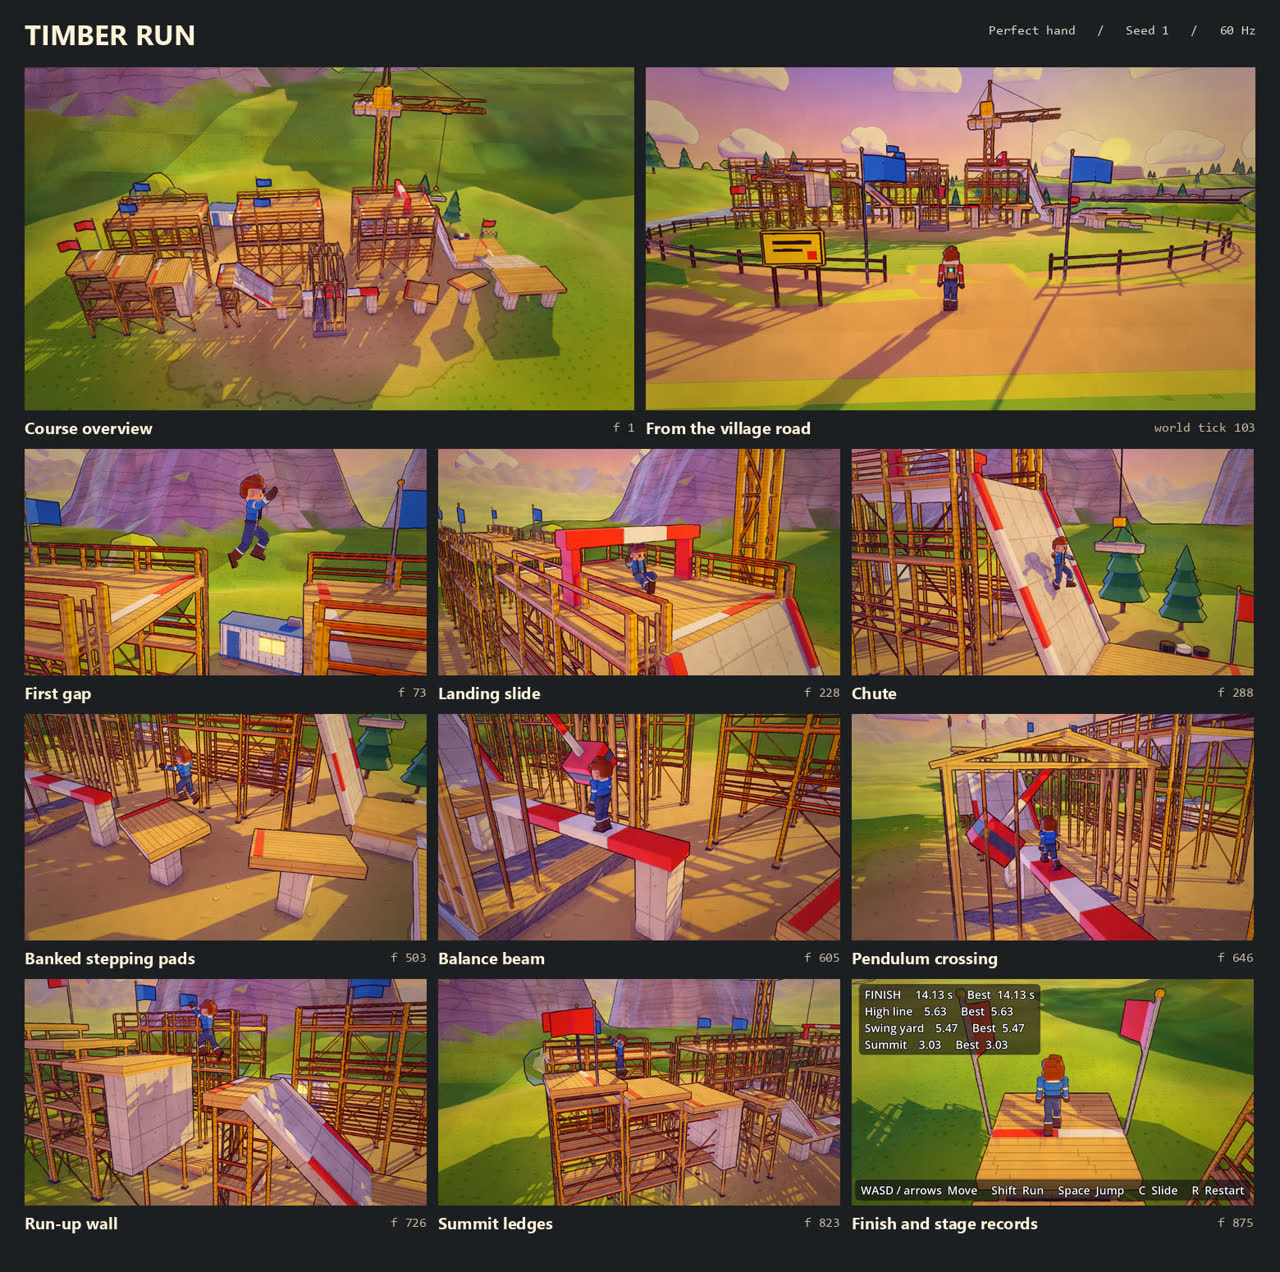 TIMBER RUN
Perfect hand / Seed 1 / 60 Hz
Course overview f 1
From the village road world tick 103
First gap f 73
Landing slide f 228
Chute f 288
Banked stepping pads f 503
Balance beam f 605
Pendulum crossing f 646
FINISH 14.13 s Best 14.13 s
High line 5.63 Best 5.63
Swing yard 5.47 Best 5.47
Summit 3.03 Best 3.03
WASD / arrows Move Shift Run Space Jump C Slide R Restart
Run-up wall f 726
Summit ledges f 823
Finish and stage records f 875